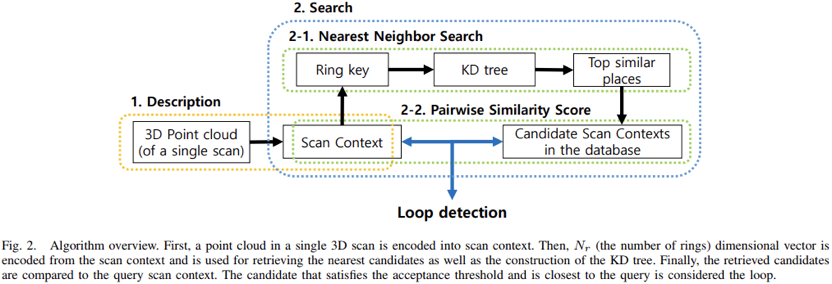 2. Search
2-1. Nearest Neighbor Search
Ring key
KD tree
Top similar
places
1. Description
2-2. Pairwise Similarity Score
3D Point cloud
(of a single scan)
Scan Context
Candidate Scan Contexts
in the database
Loop detection
Fig. 2. Algorithm overview. First, a point cloud in a single 3D scan is encoded into scan context. Then, Nr (the number of rings) dimensional vector is
encoded from the scan context and is used for retrieving the nearest candidates as well as the construction of the KD tree. Finally, the retrieved candidates
are compared to the query scan context. The candidate that satisfies the acceptance threshold and is closest to the query is considered the loop.